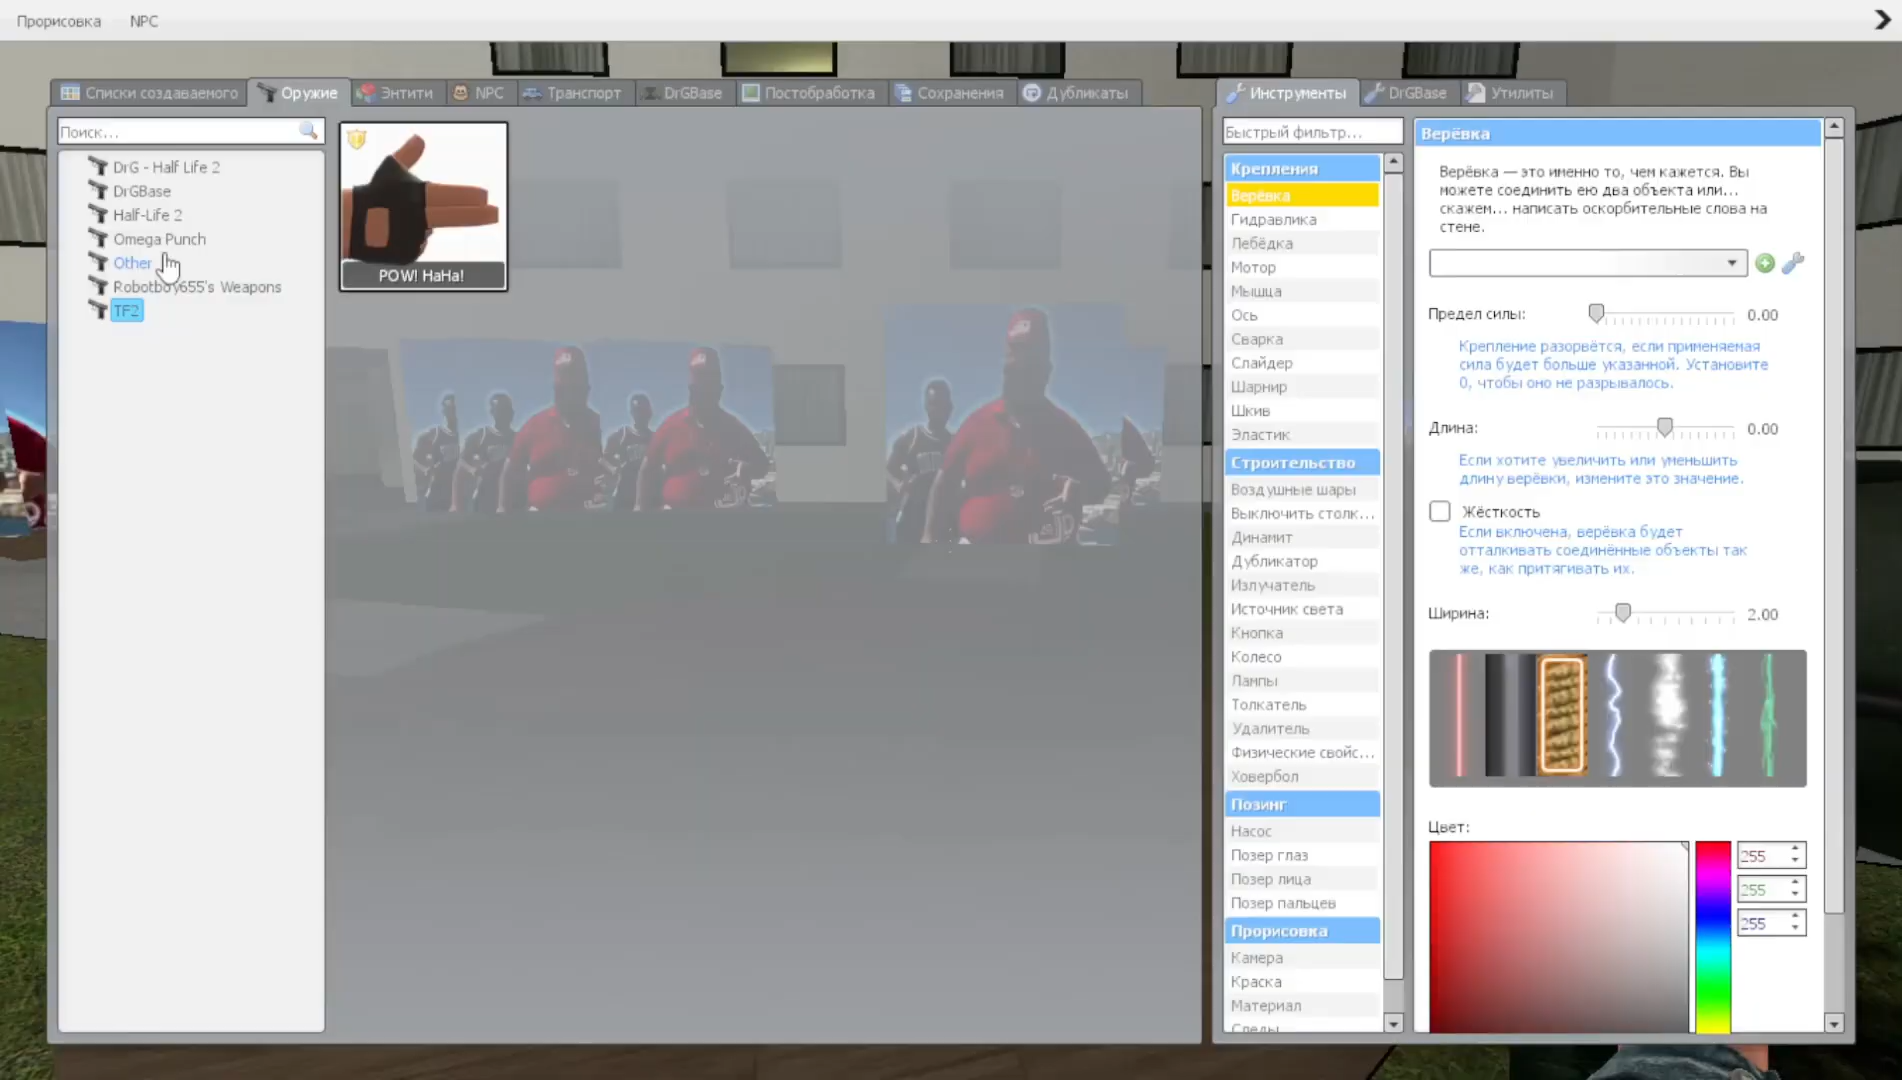 Прорисовка NPC
Списки создаваемого Оружие Энтити NPC Транспорт DrGBase Постобработка Сохранения Дубликаты
Поиск...
DrG - Half Life 2
DrGBase
Half-Life 2
Omega Punch
Other
Robotboy655's Weapons
TF2
POW! HaHa!
Инструменты DrGBase Утилиты
Быстрый фильтр...
Крепления
Верёвка
Гидравлика
Лебёдка
Мотор
Мышца
Ось
Сварка
Слайдер
Шарнир
Шкив
Эластик
Строительство
Воздушные шары
Выключить столк...
Динамит
Дубликатор
Излучатель
Источник света
Кнопка
Колесо
Лампы
Толкатель
Удалитель
Физические свойс...
Ховербол
Позинг
Насос
Позер глаз
Позер лица
Позер пальцев
Прорисовка
Камера
Краска
Материал
Следы
Верёвка
Верёвка — это именно то, чем кажется. Вы
можете соединить ею два объекта или...
скажем... написать оскорбительные слова на
стене.
Предел силы: 0.00
Крепление разорвётся, если применяемая
сила будет больше указанной. Установите
0, чтобы оно не разрывалось.
Длина: 0.00
Если хотите увеличить или уменьшить
длину верёвки, измените это значение.
Жёсткость
Если включена, верёвка будет
отталкивать соединённые объекты так
же, как притягивать их.
Ширина: 2.00
Цвет:
255
255
255